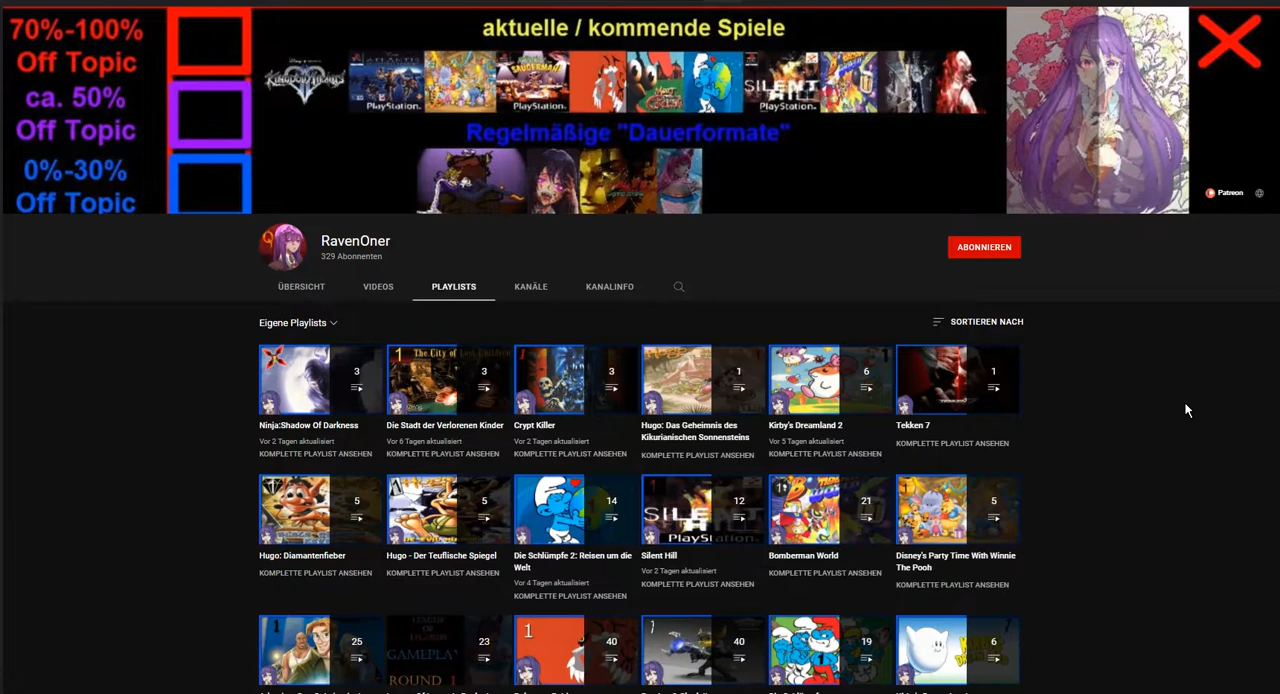 70%-100%
Off Topic
ca. 50%
Off Topic
0%-30%
Off Topic
aktuelle / kommende Spiele
Regelmäßige "Dauerformate"
Patreon
RavenOner
329 Abonnenten
ABONNIEREN
ÜBERSICHT VIDEOS PLAYLISTS KANÄLE KANALINFO
Eigene Playlists
SORTIEREN NACH
3 3 3 1 6 1
Ninja:Shadow Of Darkness
Vor 2 Tagen aktualisiert
KOMPLETTE PLAYLIST ANSEHEN
Die Stadt der Verlorenen Kinder
Vor 6 Tagen aktualisiert
KOMPLETTE PLAYLIST ANSEHEN
Crypt Killer
Vor 2 Tagen aktualisiert
KOMPLETTE PLAYLIST ANSEHEN
Hugo: Das Geheimnis des
Kikurianischen Sonnensteins
KOMPLETTE PLAYLIST ANSEHEN
Kirby's Dreamland 2
Vor 5 Tagen aktualisiert
KOMPLETTE PLAYLIST ANSEHEN
Tekken 7
KOMPLETTE PLAYLIST ANSEHEN
5 5 14 12 21 5
Hugo: Diamantenfieber
KOMPLETTE PLAYLIST ANSEHEN
Hugo - Der Teuflische Spiegel
KOMPLETTE PLAYLIST ANSEHEN
Die Schlümpfe 2: Reisen um die
Welt
Vor 4 Tagen aktualisiert
KOMPLETTE PLAYLIST ANSEHEN
Silent Hill
Vor 2 Tagen aktualisiert
KOMPLETTE PLAYLIST ANSEHEN
Bomberman World
KOMPLETTE PLAYLIST ANSEHEN
Disney's Party Time With Winnie
The Pooh
KOMPLETTE PLAYLIST ANSEHEN
25 23 40 40 19 6
GAMEPLAY
ROUND 1